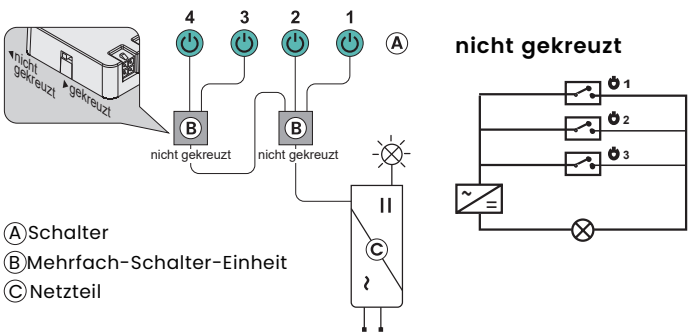 4 3 2 1
A
nicht gekreuzt
◀nicht gekreuzt
▶gekreuzt
1
B B
2
nicht gekreuzt nicht gekreuzt
3
~
=
A Schalter
B Mehrfach-Schalter-Einheit
C
C Netzteil
~